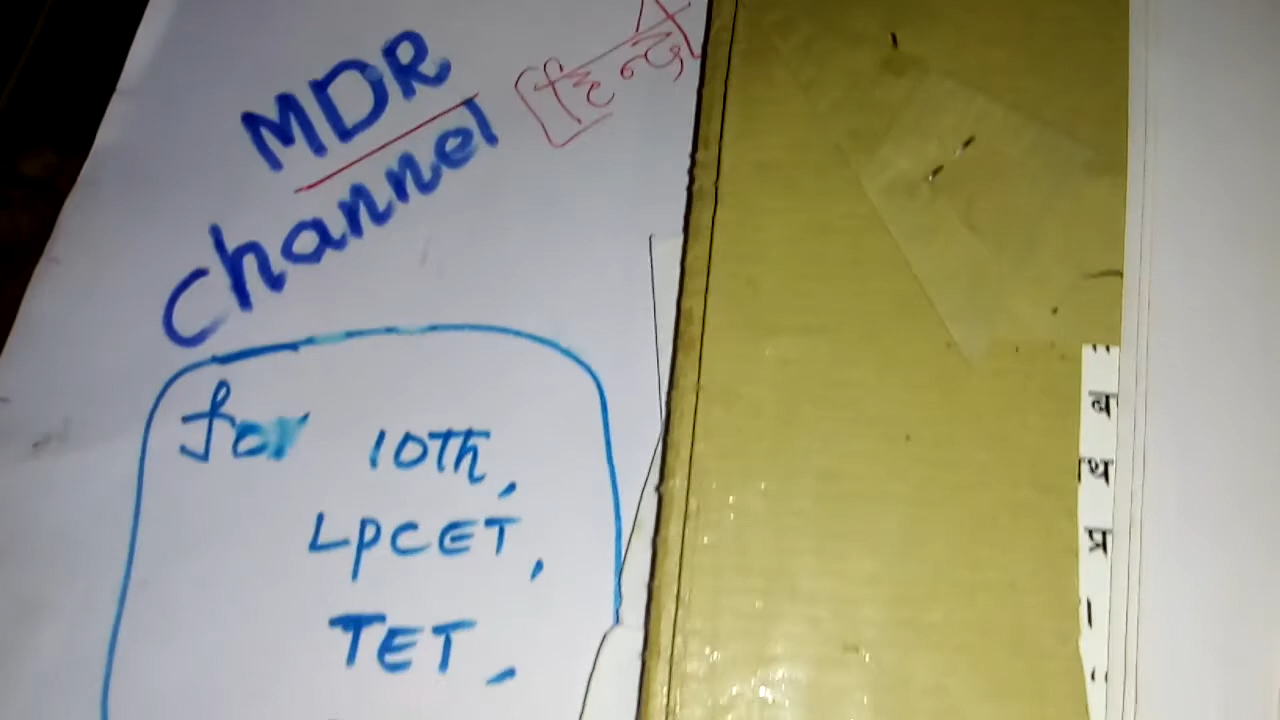 MDR
channel
for 10th,
LPCET,
TET,
ब
थ
प्र